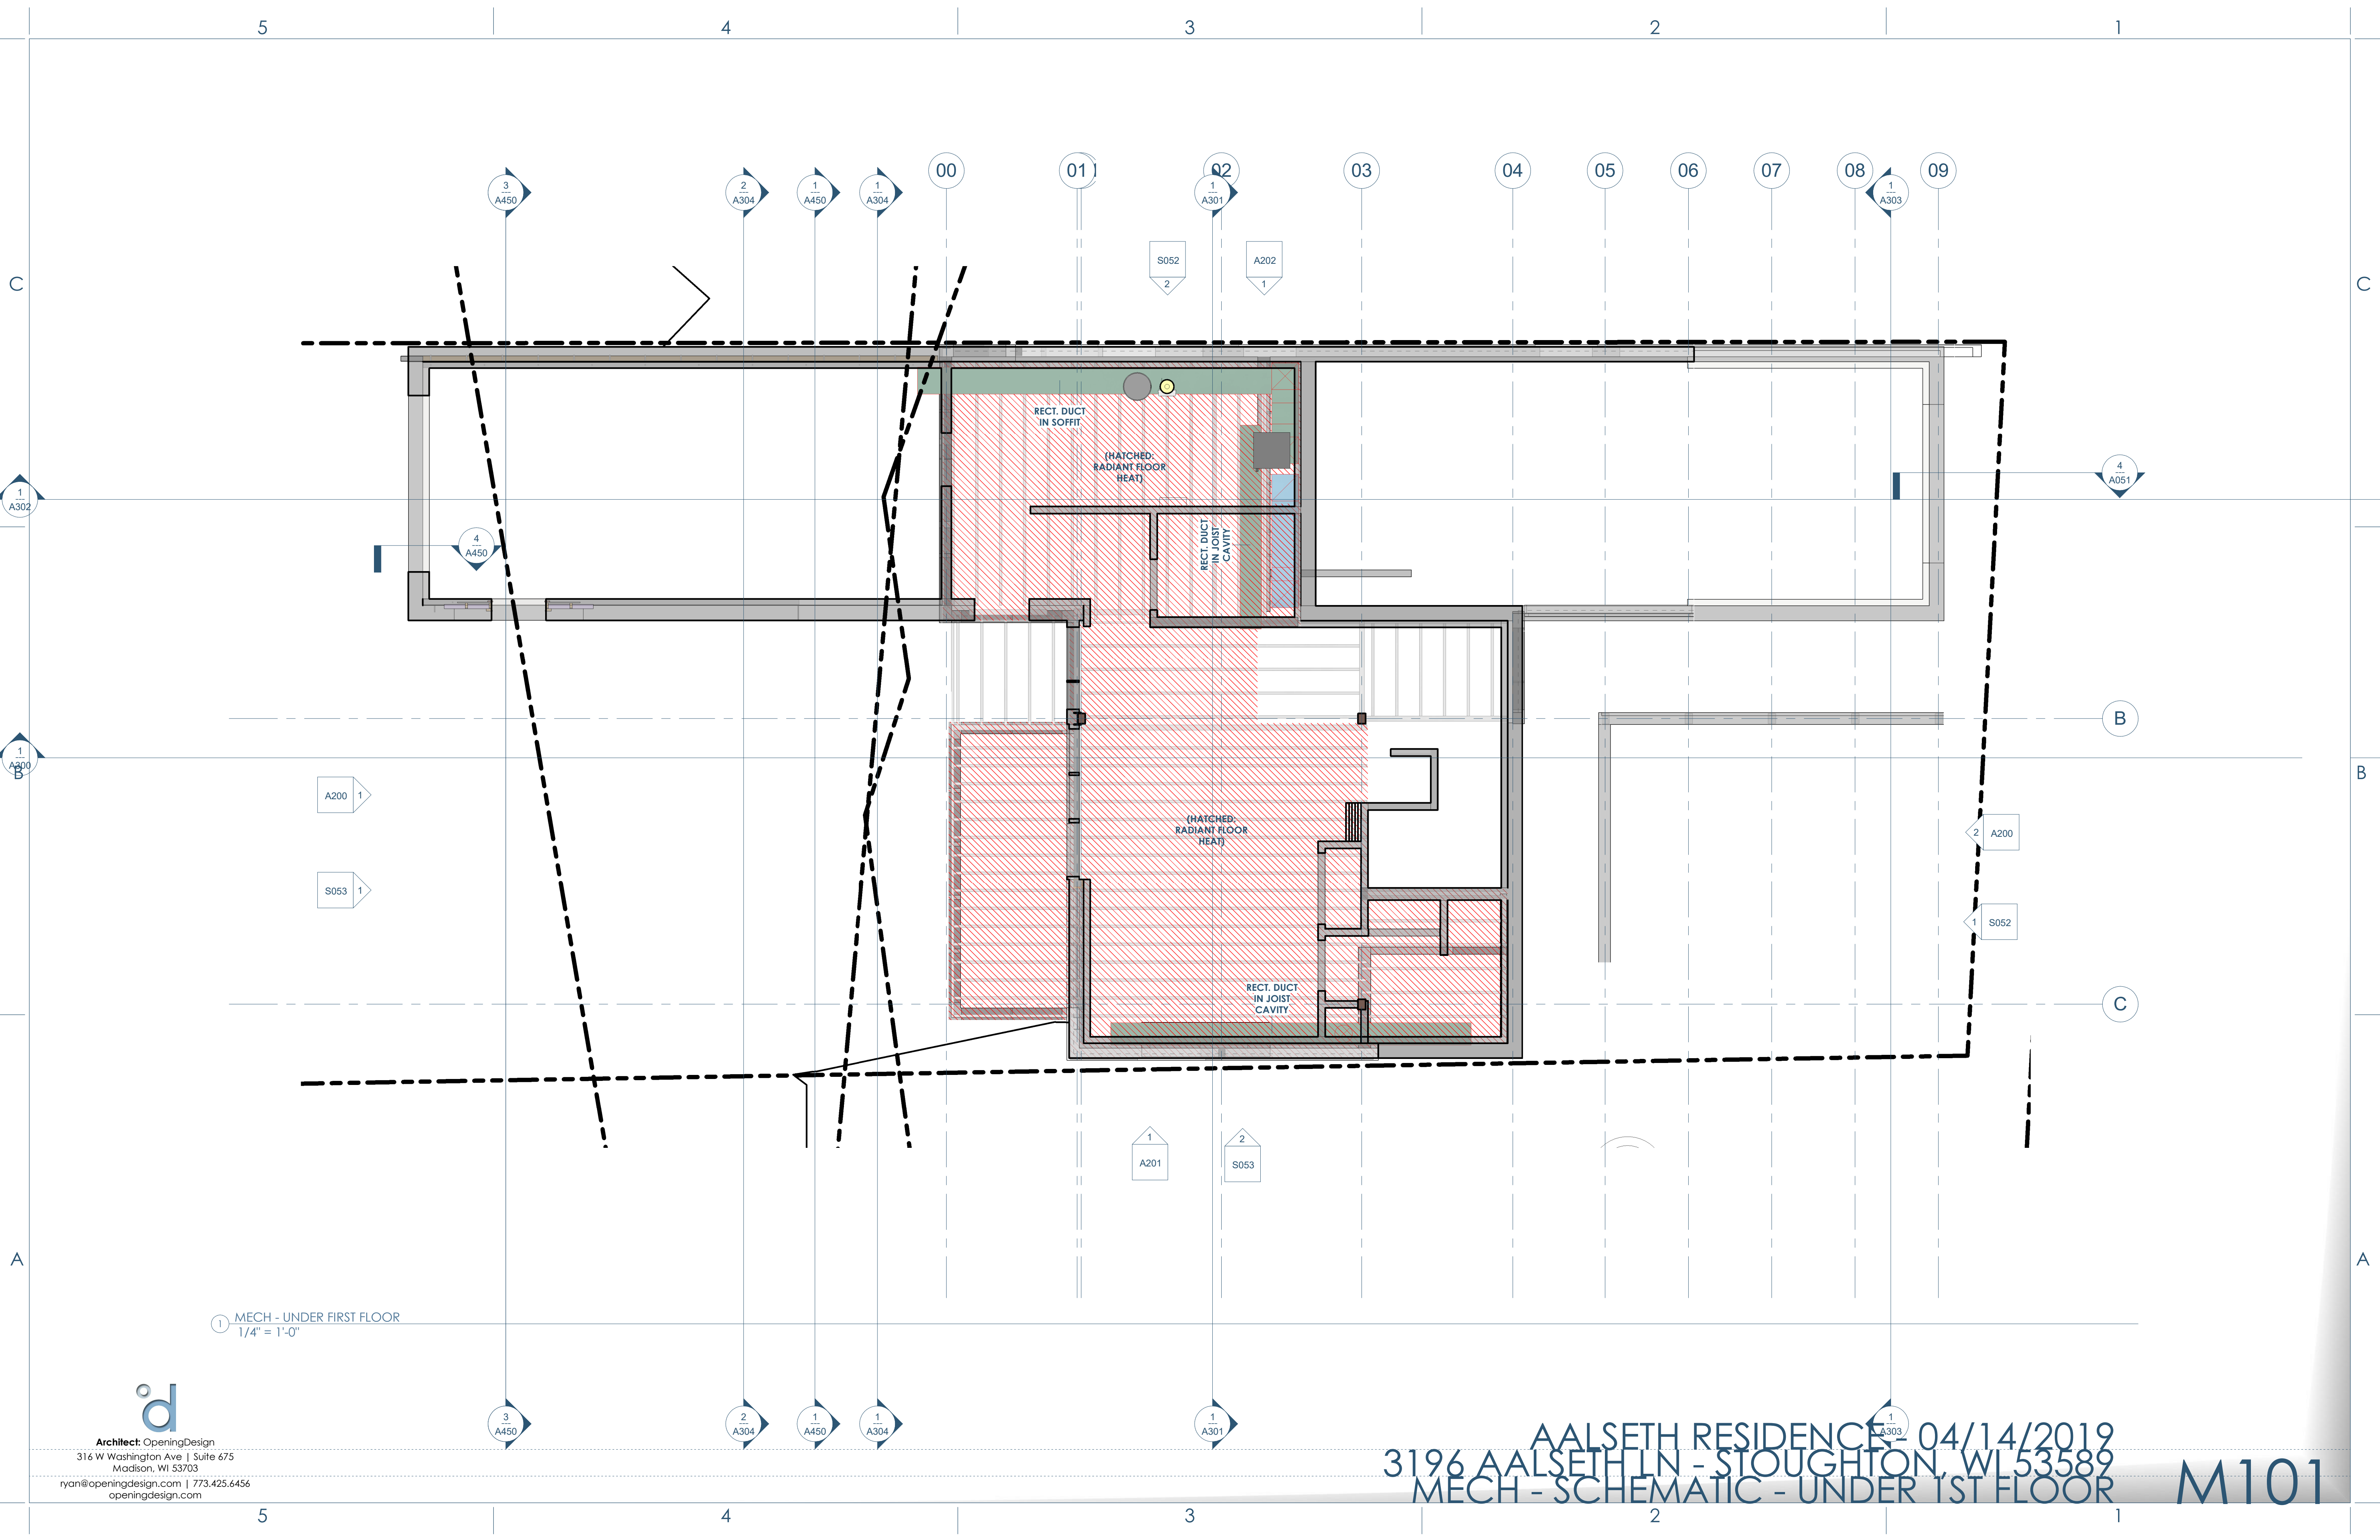 5 4 3 2 1
00 01 02 03 04 05 06 07 08 09
3
---
A450
2
---
A304
1
---
A450
1
---
A304
1
---
A301
1
---
A303
S052
2
A202
1
C
C
RECT. DUCT
IN SOFFIT
(HATCHED:
RADIANT FLOOR
HEAT)
4
---
A051
1
---
A302
RECT. DUCT
IN JOIST
CAVITY
4
---
A450
B
1
---
A300
B
B
A200 1
(HATCHED:
RADIANT FLOOR
HEAT)
2 A200
S053 1
1 S052
RECT. DUCT
IN JOIST
CAVITY
C
1
A201
2
S053
A
A
1
MECH - UNDER FIRST FLOOR
1/4" = 1'-0"
3
---
A450
2
---
A304
1
---
A450
1
---
A304
1
---
A301
1
---
A303
Architect: OpeningDesign
316 W Washington Ave | Suite 675
Madison, WI 53703
ryan@openingdesign.com | 773.425.6456
openingdesign.com
AALSETH RESIDENCE - 04/14/2019
3196 AALSETH LN - STOUGHTON, WI 53589
MECH - SCHEMATIC - UNDER 1ST FLOOR
M101
5 4 3 2 1